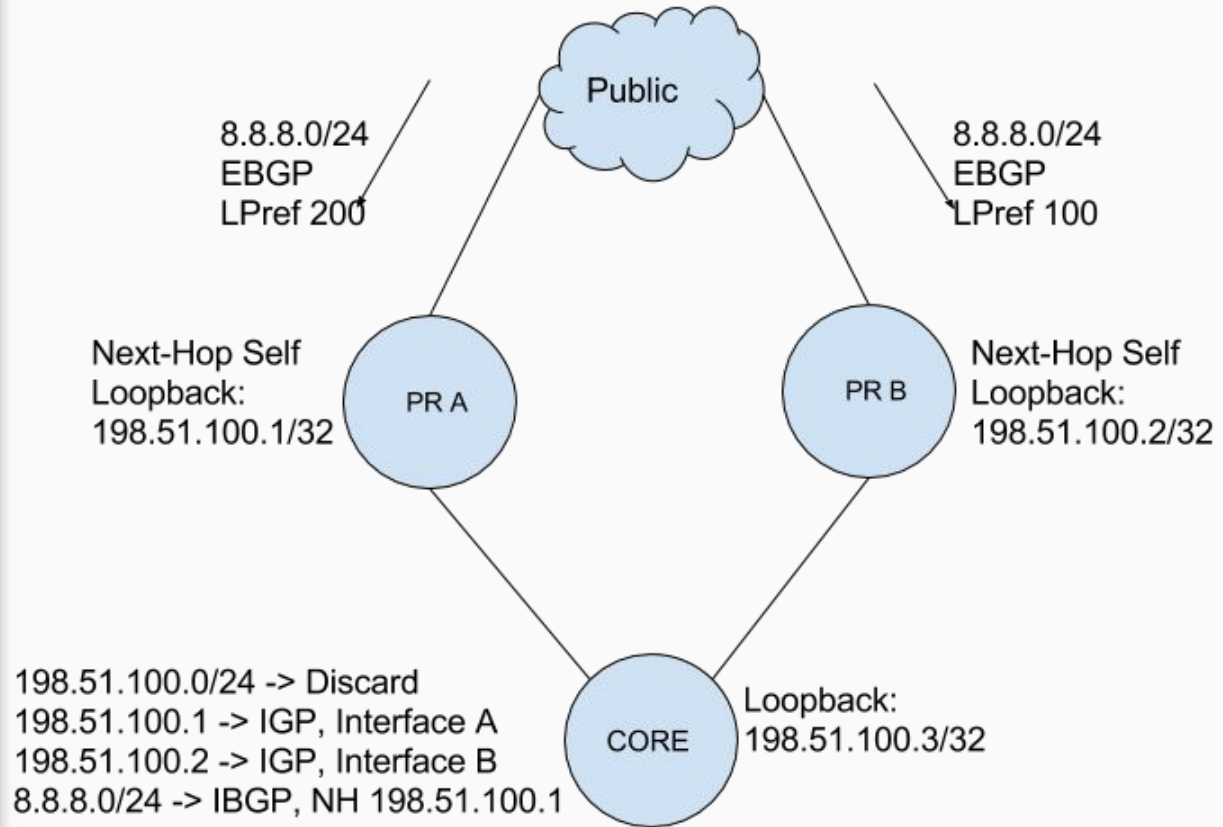 Public
8.8.8.0/24
EBGP
LPref 200
8.8.8.0/24
EBGP
LPref 100
Next-Hop Self
Loopback:
198.51.100.1/32
PR A
PR B
Next-Hop Self
Loopback:
198.51.100.2/32
198.51.100.0/24 -> Discard
198.51.100.1 -> IGP, Interface A
198.51.100.2 -> IGP, Interface B
8.8.8.0/24 -> IBGP, NH 198.51.100.1
CORE
Loopback:
198.51.100.3/32